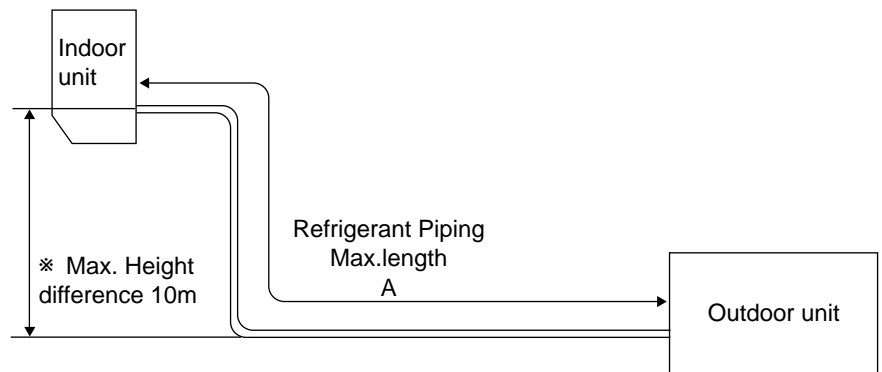 Indoor
unit
Refrigerant Piping
Max.length
A
※ Max. Height
difference 10m
Outdoor unit